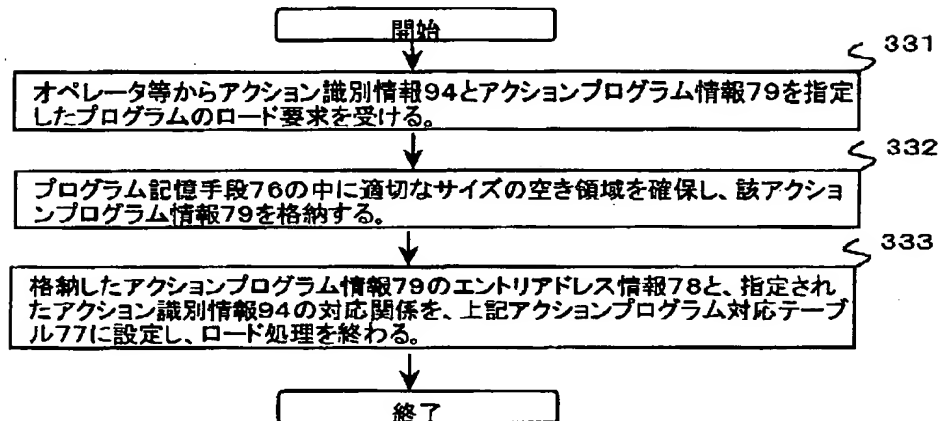 開始
331
オペレータ等からアクション識別情報94とアクションプログラム情報79を指定
したプログラムのロード要求を受ける。
332
プログラム記憶手段76の中に適切なサイズの空き領域を確保し、該アクショ
ンプログラム情報79を格納する。
333
格納したアクションプログラム情報79のエントリアドレス情報78と、指定され
たアクション識別情報94の対応関係を、上記アクションプログラム対応テーブ
ル77に設定し、ロード処理を終わる。
終了